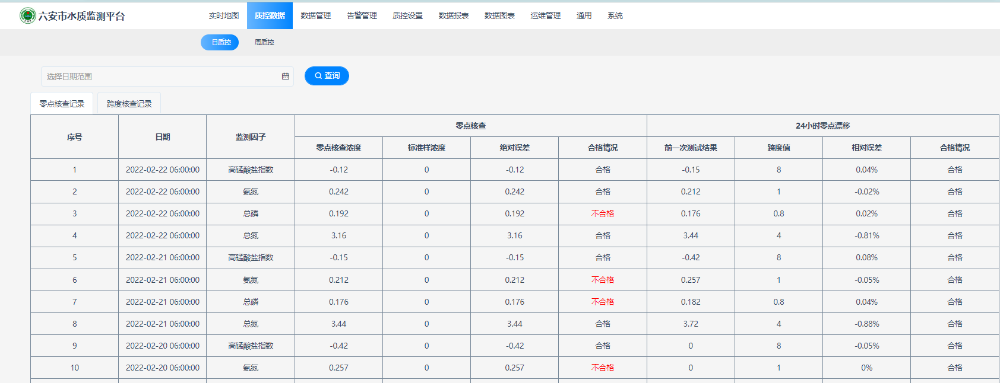 六安市水质监测平台 实时地图 质控数据 数据管理 告警管理 质控设置 数据报表 数据图表 运维管理 通用 系统
日质控 周质控
选择日期范围 查询
零点核查记录 跨度核查记录
序号 日期 监测因子 零点核查 24小时零点漂移
零点核查浓度 标准样浓度 绝对误差 合格情况 前一次测试结果 跨度值 相对误差 合格情况
1 2022-02-22 06:00:00 高锰酸盐指数 -0.12 0 -0.12 合格 -0.15 8 0.04% 合格
2 2022-02-22 06:00:00 氨氮 0.242 0 0.242 合格 0.212 1 -0.02% 合格
3 2022-02-22 06:00:00 总磷 0.192 0 0.192 不合格 0.176 0.8 0.02% 合格
4 2022-02-22 06:00:00 总氮 3.16 0 3.16 合格 3.44 4 -0.81% 合格
5 2022-02-21 06:00:00 高锰酸盐指数 -0.15 0 -0.15 合格 -0.42 8 0.08% 合格
6 2022-02-21 06:00:00 氨氮 0.212 0 0.212 不合格 0.257 1 -0.05% 合格
7 2022-02-21 06:00:00 总磷 0.176 0 0.176 不合格 0.182 0.8 0.04% 合格
8 2022-02-21 06:00:00 总氮 3.44 0 3.44 合格 3.72 4 -0.88% 合格
9 2022-02-20 06:00:00 高锰酸盐指数 -0.42 0 -0.42 合格 0 8 -0.05% 合格
10 2022-02-20 06:00:00 氨氮 0.257 0 0.257 不合格 0 1 0% 合格